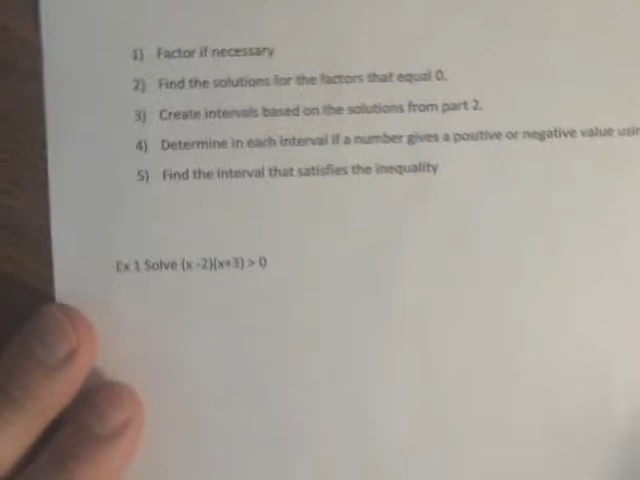 1) Factor if necessary
2) Find the solutions for the factors that equal 0.
3) Create intervals based on the solutions from part 2.
4) Determine in each interval if a number gives a positive or negative value usin
5) Find the interval that satisfies the inequality
Ex 1 Solve (x -2)(x+3) > 0